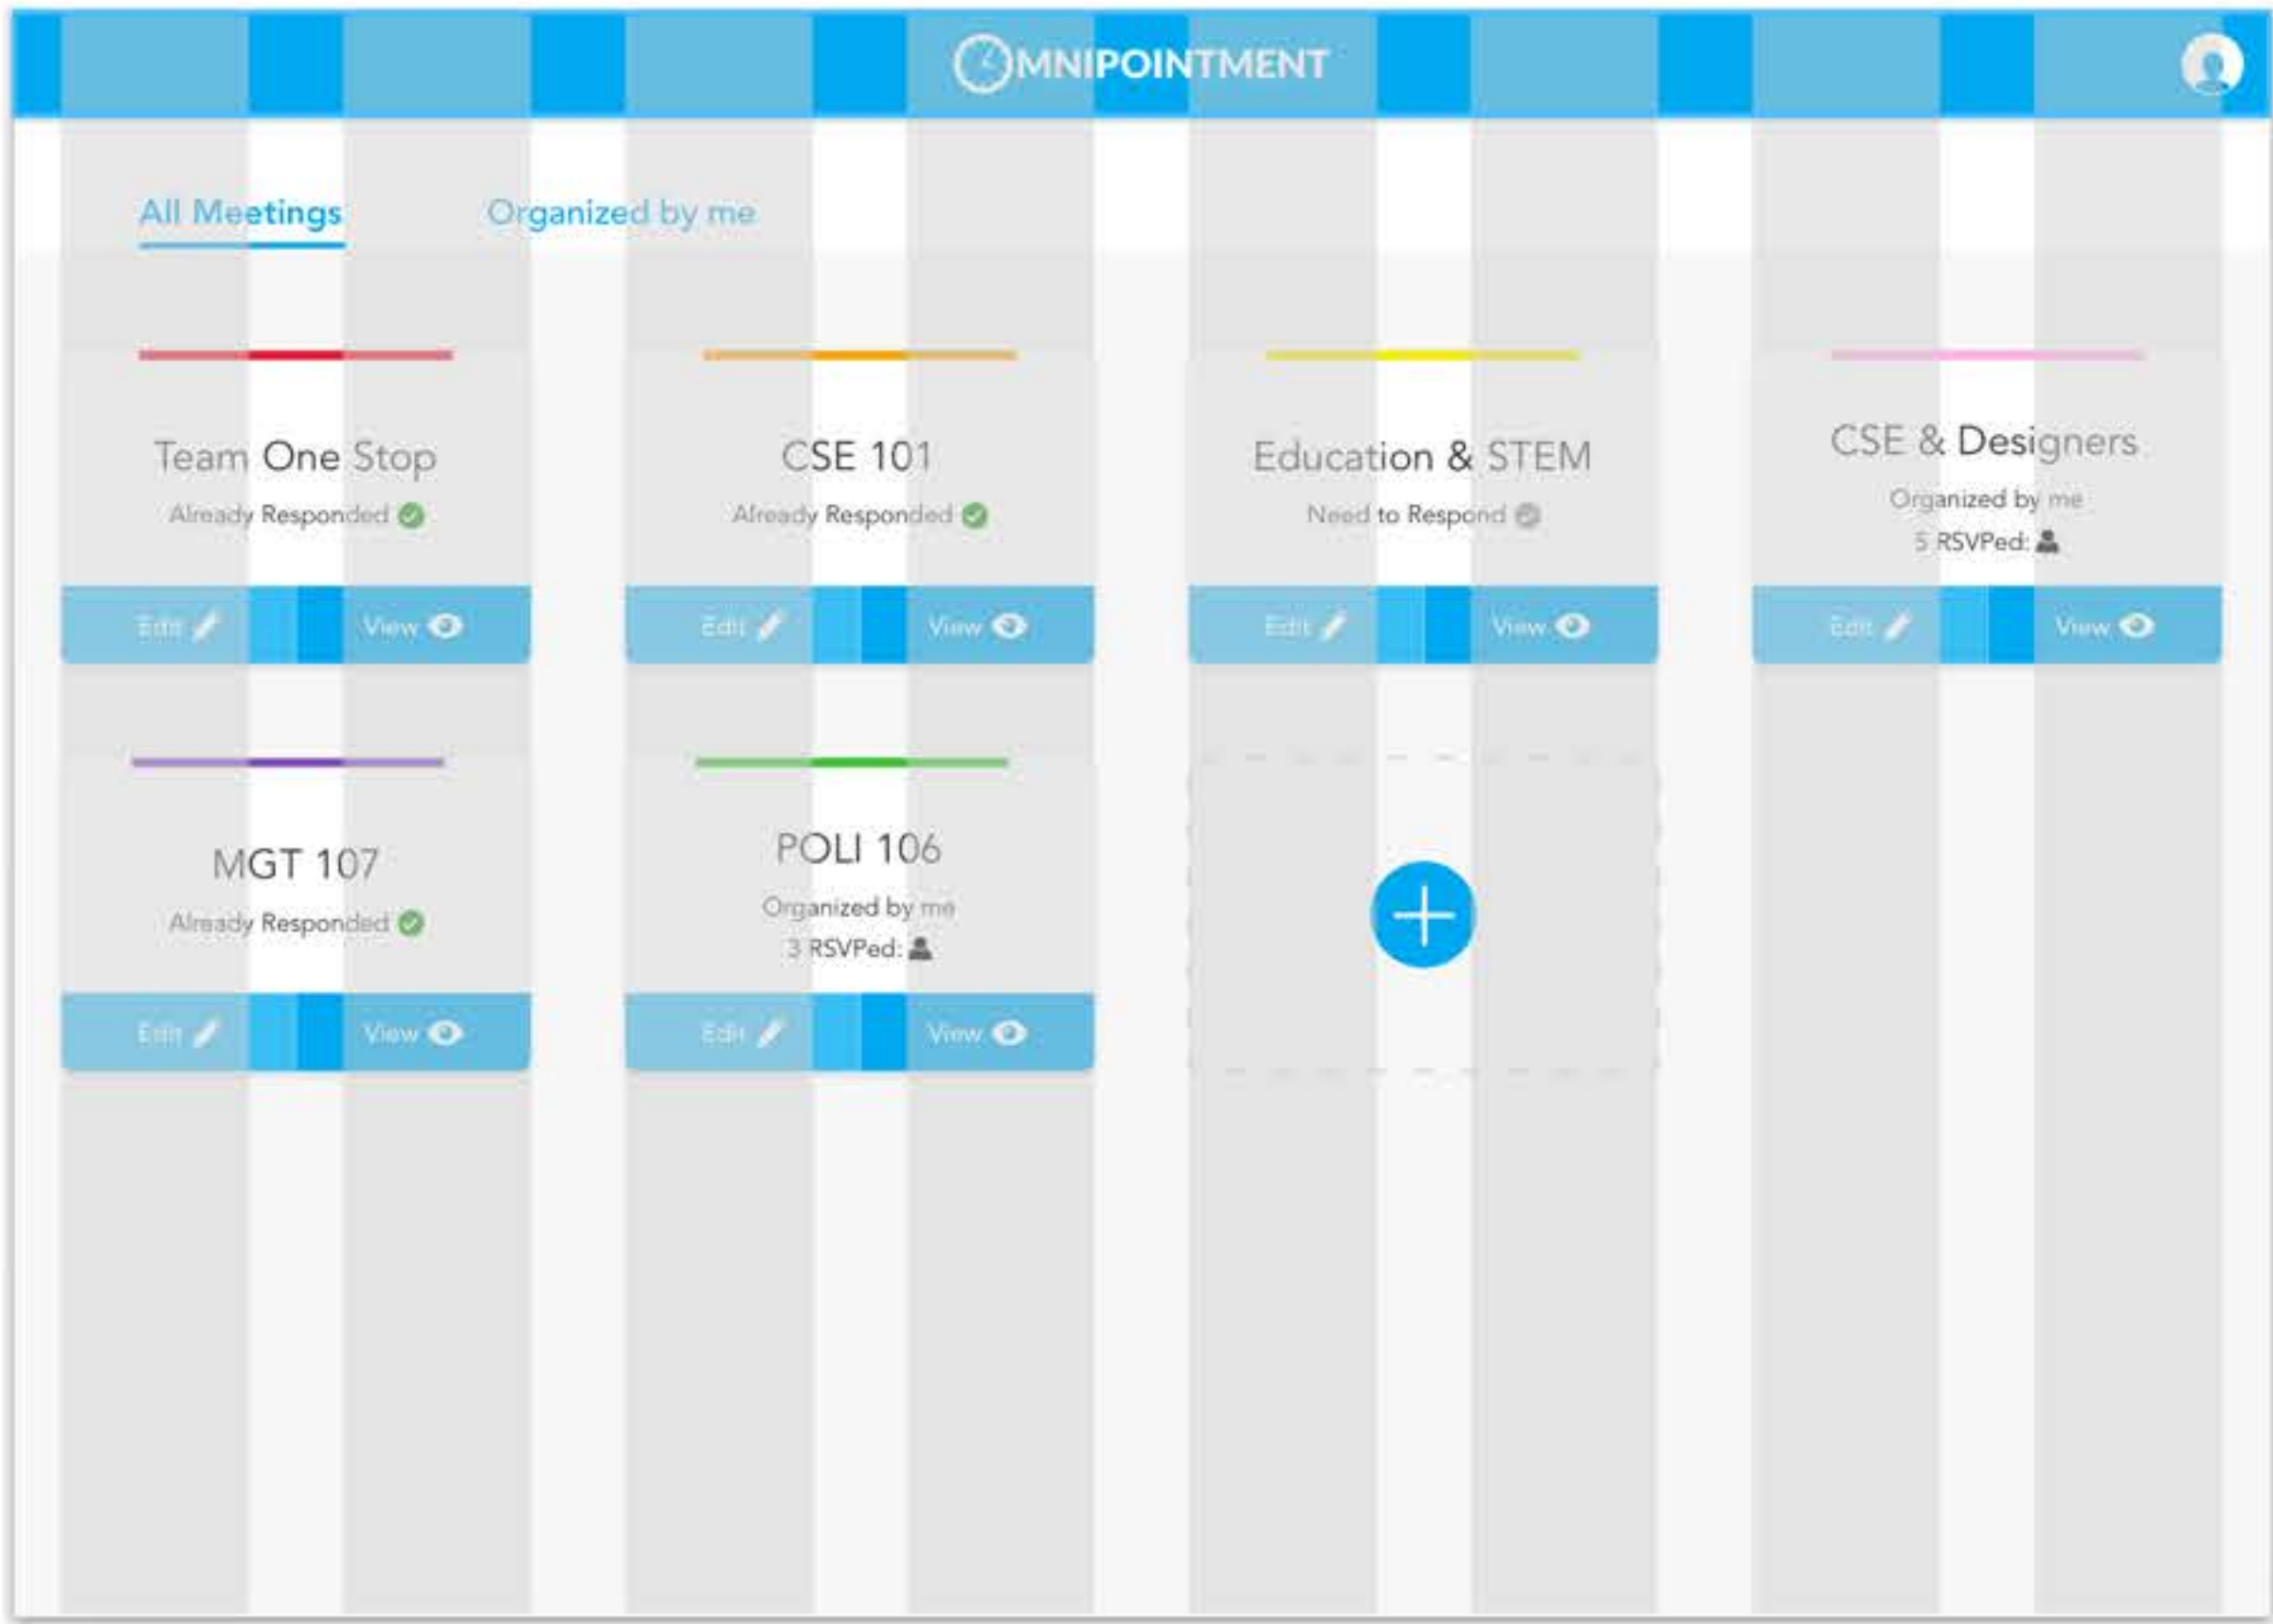 OMNIPOINTMENT
All Meetings
Organized by me
Team One Stop
Already Responded
Edit
View
CSE 101
Already Responded
Edit
View
Education & STEM
Need to Respond
Edit
View
CSE & Designers
Organized by me
5 RSVPed:
Edit
View
MGT 107
Already Responded
Edit
View
POLI 106
Organized by me
3 RSVPed:
Edit
View